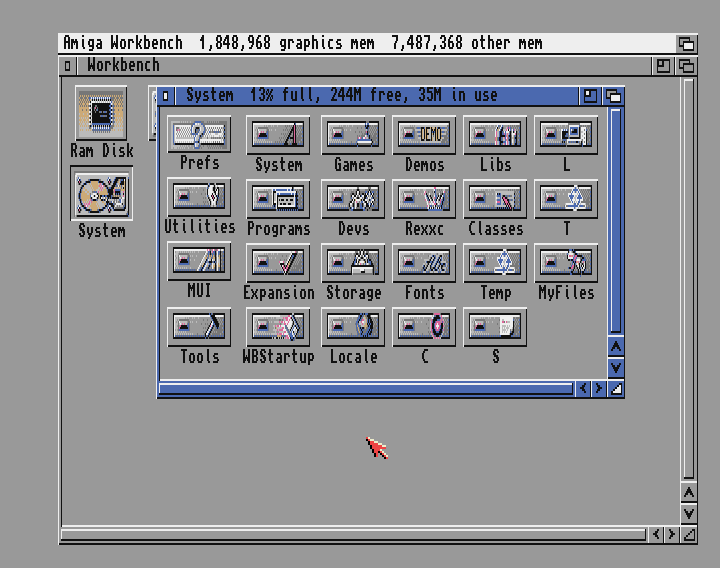 Amiga Workbench  1,848,968 graphics mem  7,487,368 other mem
Workbench
System  13% full, 244M free, 35M in use
Ram Disk
System
Prefs System Games Demos Libs L
DEMO
Utilities Programs Devs Rexxc Classes T
MUI Expansion Storage Fonts Temp MyFiles
Abc
Tools WBStartup Locale C S